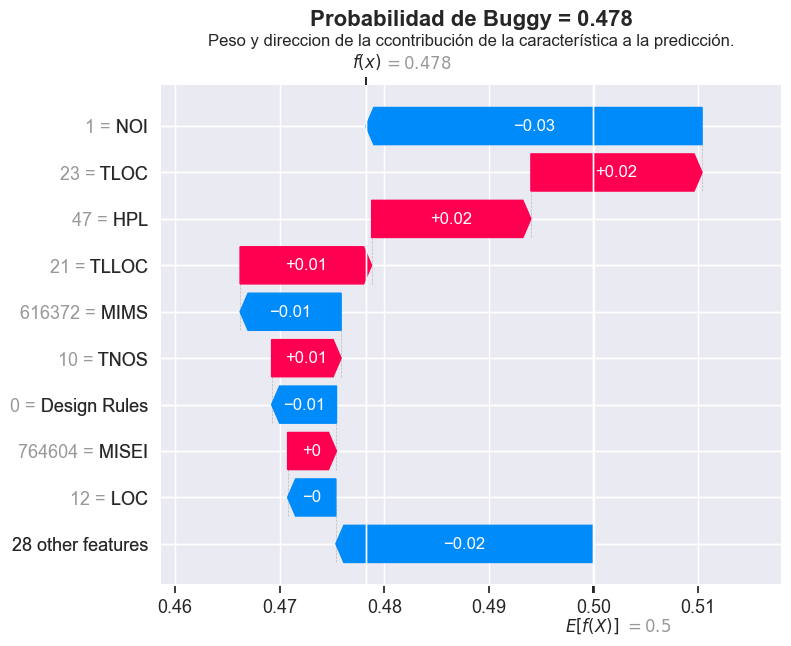 Probabilidad de Buggy = 0.478
Peso y direccion de la ccontribución de la característica a la predicción.
f(x) = 0.478
1 = NOI −0.03
23 = TLOC +0.02
47 = HPL +0.02
21 = TLLOC +0.01
616372 = MIMS −0.01
10 = TNOS +0.01
0 = Design Rules −0.01
764604 = MISEI +0
12 = LOC −0
28 other features −0.02
0.46 0.47 0.48 0.49 0.50 0.51
E[f(X)] = 0.5